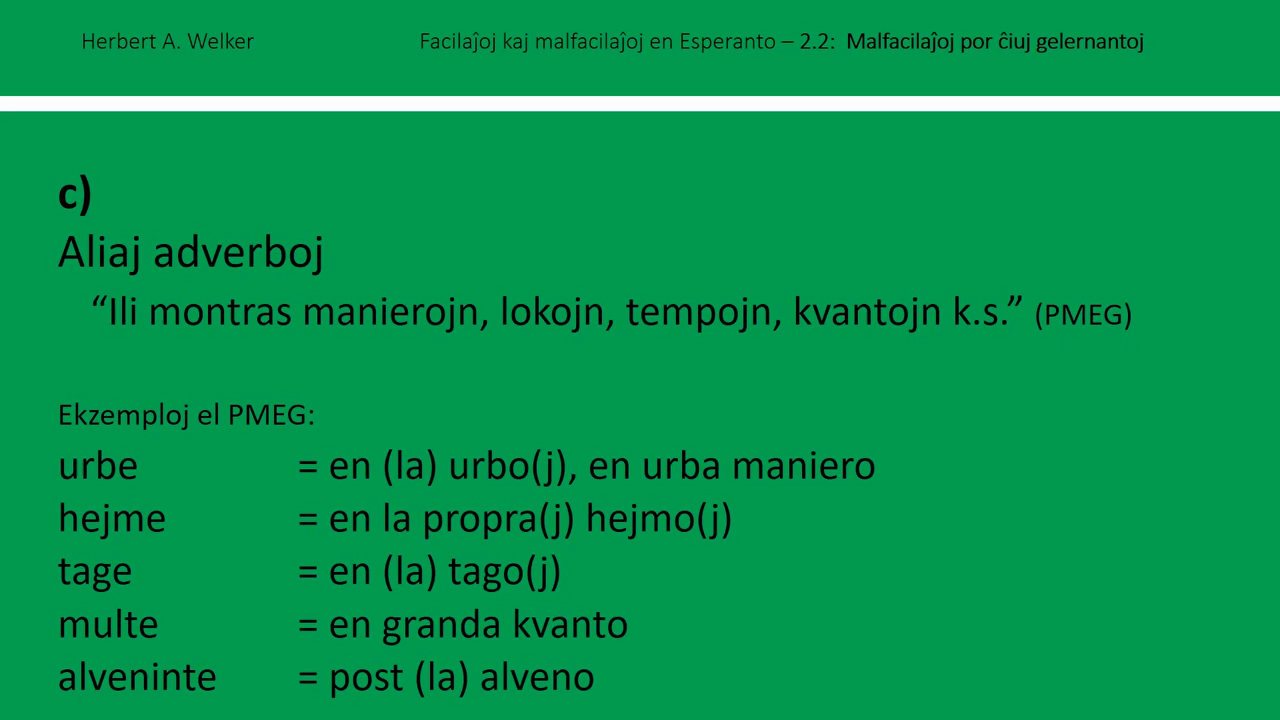 Herbert A. Welker Facilaĵoj kaj malfacilaĵoj en Esperanto – 2.2: Malfacilaĵoj por ĉiuj gelernantoj
c)
Aliaj adverboj
“Ili montras manierojn, lokojn, tempojn, kvantojn k.s.” (PMEG)
Ekzemploj el PMEG:
urbe = en (la) urbo(j), en urba maniero
hejme = en la propra(j) hejmo(j)
tage = en (la) tago(j)
multe = en granda kvanto
alveninte = post (la) alveno